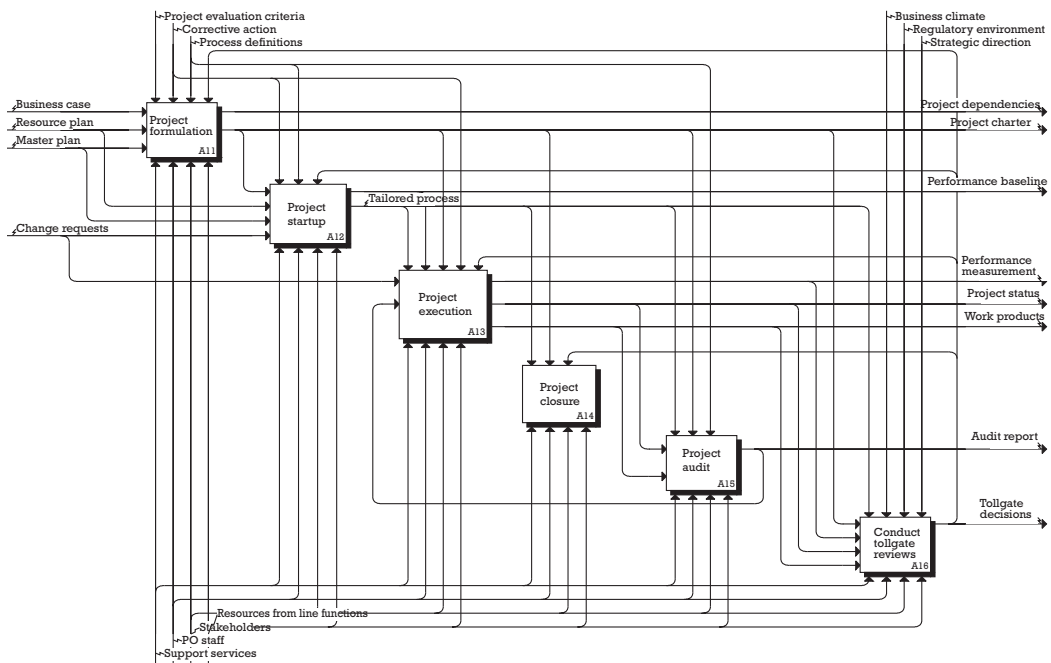 Project evaluation criteria
Corrective action
Process definitions
Business climate
Regulatory environment
Strategic direction
Business case
Resource plan
Master plan
Project
formulation
A11
Project dependencies
Project charter
Project
startup
A12
Tailored process
Performance baseline
Change requests
Project
execution
A13
Performance
measurement
Project status
Work products
Project
closure
A14
Project
audit
A15
Audit report
Conduct
tollgate
reviews
A16
Tollgate
decisions
Resources from line functions
Stakeholders
PO staff
Support services